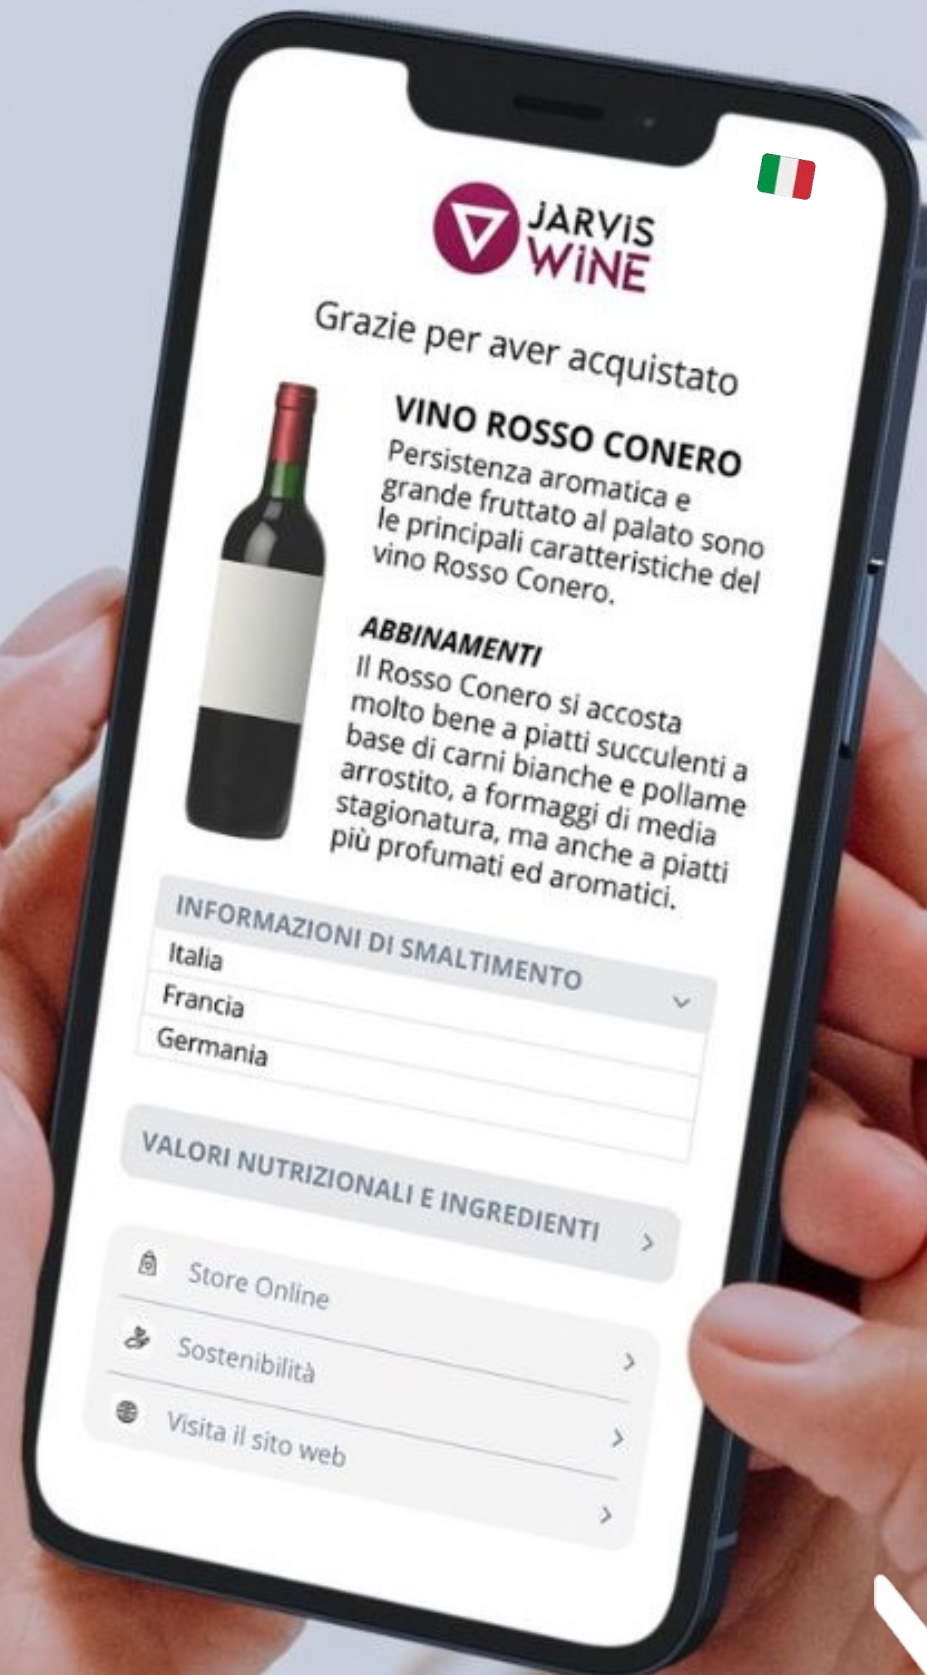 JARVIS
WINE
Grazie per aver acquistato
VINO ROSSO CONERO
Persistenza aromatica e
grande fruttato al palato sono
le principali caratteristiche del
vino Rosso Conero.
ABBINAMENTI
Il Rosso Conero si accosta
molto bene a piatti succulenti a
base di carni bianche e pollame
arrostito, a formaggi di media
stagionatura, ma anche a piatti
più profumati ed aromatici.
INFORMAZIONI DI SMALTIMENTO
Italia
Francia
Germania
VALORI NUTRIZIONALI E INGREDIENTI
Store Online
Sostenibilità
Visita il sito web